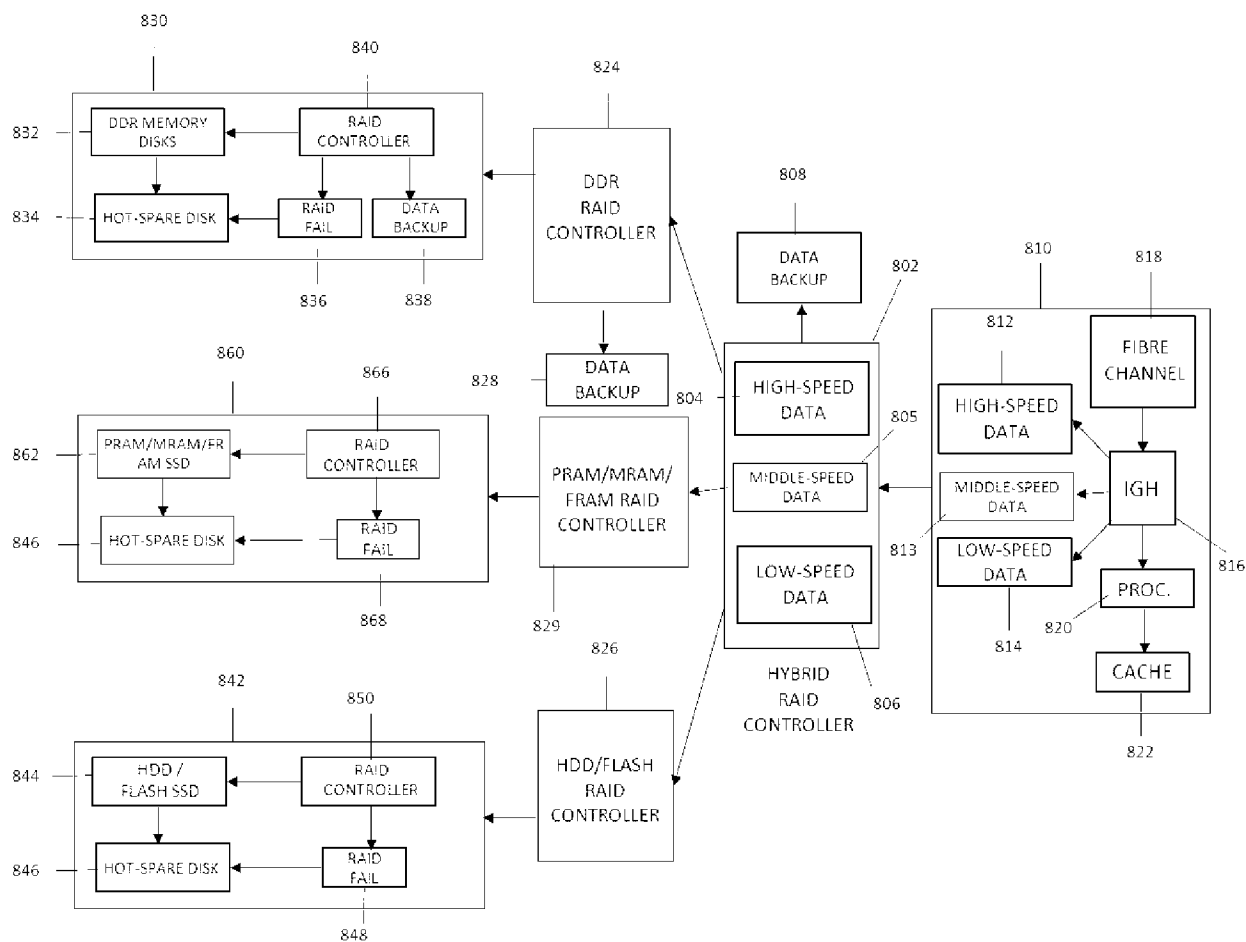 830
840
824
832
DDR MEMORY
DISKS
RAID
CONTROLLER
834
HOT-SPARE DISK
RAID
FAIL
DATA
BACKUP
836
838
DDR
RAID
CONTROLLER
808
DATA
BACKUP
802
810
818
812
FIBRE
CHANNEL
860
866
828
DATA
BACKUP
804
HIGH-SPEED
DATA
805
HIGH-SPEED
DATA
862
PRAM/MRAM/FR
AM SSD
RAID
CONTROLLER
PRAM/MRAM/
FRAM RAID
CONTROLLER
MIDDLE-SPEED
DATA
MIDDLE-SPEED
DATA
IGH
846
HOT-SPARE DISK
RAID
FAIL
868
829
LOW-SPEED
DATA
813
LOW-SPEED
DATA
816
PROC.
820
814
CACHE
822
826
HYBRID
RAID
CONTROLLER
806
842
850
844
HDD /
FLASH SSD
RAID
CONTROLLER
HDD/FLASH
RAID
CONTROLLER
846
HOT-SPARE DISK
RAID
FAIL
848